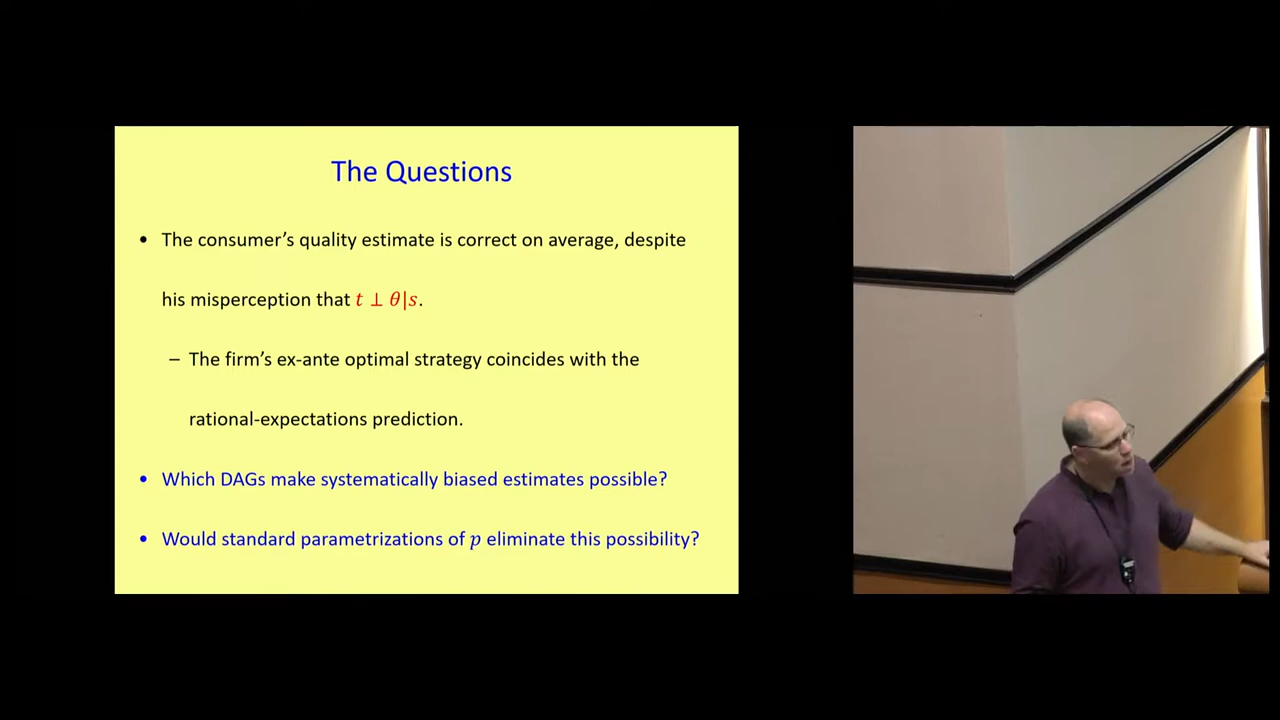 The Questions
• The consumer’s quality estimate is correct on average, despite
his misperception that t ⊥ θ|s.
– The firm’s ex-ante optimal strategy coincides with the
rational-expectations prediction.
• Which DAGs make systematically biased estimates possible?
• Would standard parametrizations of p eliminate this possibility?